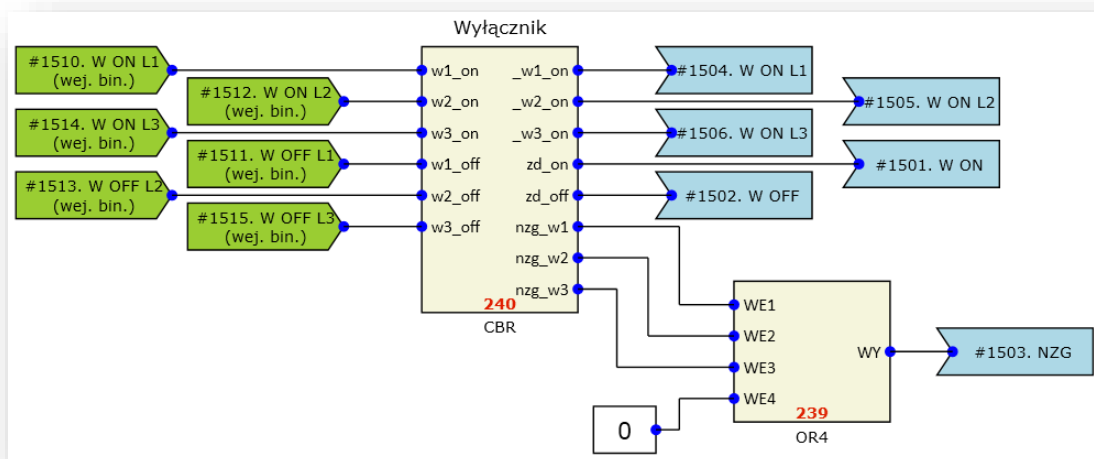 Wyłącznik
#1510. W ON L1
(wej. bin.)
#1512. W ON L2
(wej. bin.)
#1514. W ON L3
(wej. bin.)
#1511. W OFF L1
(wej. bin.)
#1513. W OFF L2
(wej. bin.)
#1515. W OFF L3
(wej. bin.)
w1_on
w2_on
w3_on
w1_off
w2_off
w3_off
_w1_on
_w2_on
_w3_on
zd_on
zd_off
nzg_w1
nzg_w2
nzg_w3
240
CBR
#1504. W ON L1
#1505. W ON L2
#1506. W ON L3
#1501. W ON
#1502. W OFF
WE1
WE2
WE3
WE4
WY
239
OR4
0
#1503. NZG